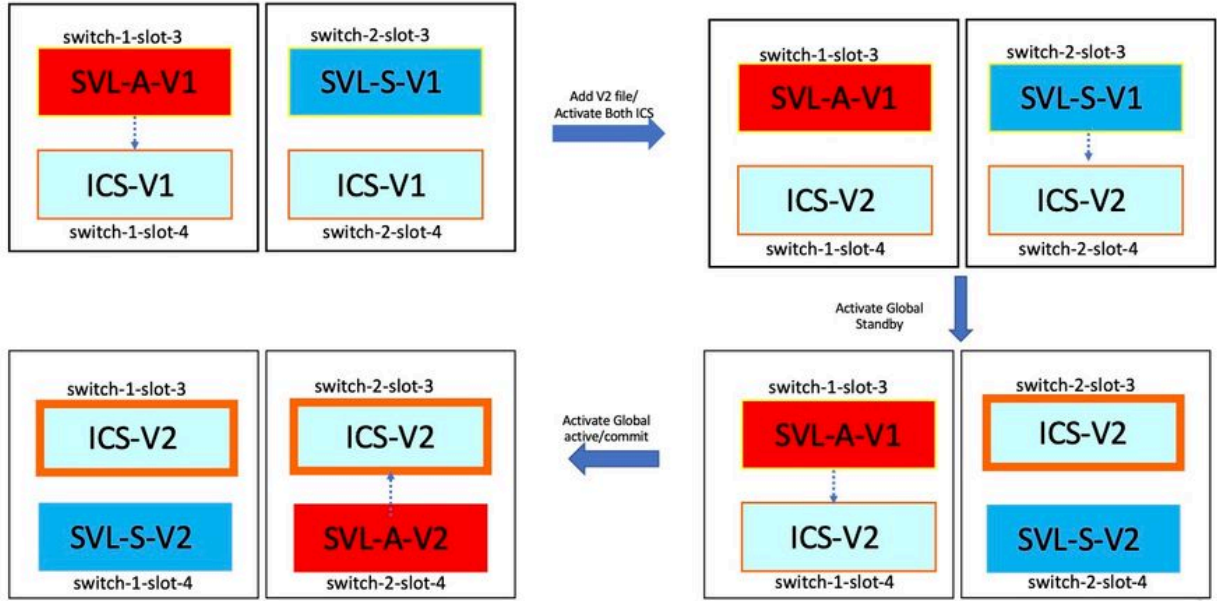 switch-1-slot-3
SVL-A-V1
ICS-V1
switch-1-slot-4
switch-2-slot-3
SVL-S-V1
ICS-V1
switch-2-slot-4
Add V2 file/
Activate Both ICS
switch-1-slot-3
SVL-A-V1
ICS-V2
switch-1-slot-4
switch-2-slot-3
SVL-S-V1
ICS-V2
switch-2-slot-4
Activate Global
Standby
switch-1-slot-3
SVL-A-V1
ICS-V2
switch-1-slot-4
switch-2-slot-3
ICS-V2
SVL-S-V2
switch-2-slot-4
Activate Global
active/commit
switch-1-slot-3
ICS-V2
SVL-S-V2
switch-1-slot-4
switch-2-slot-3
ICS-V2
SVL-A-V2
switch-2-slot-4